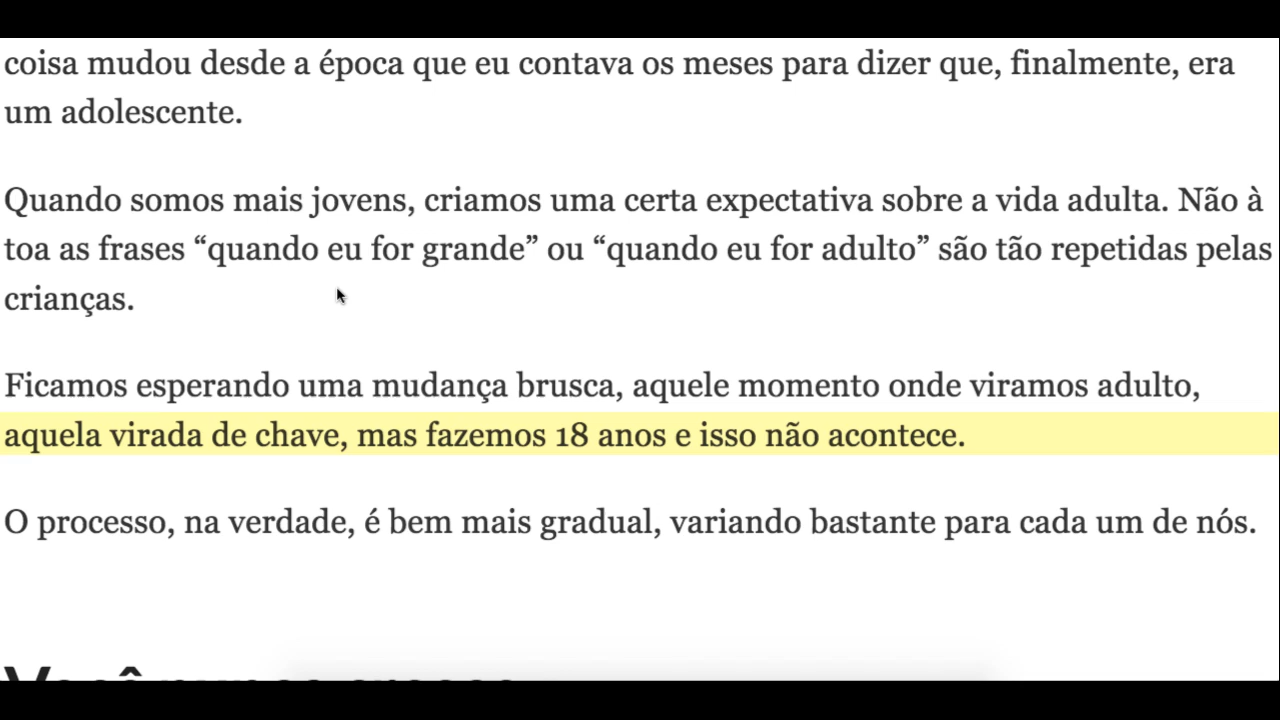 coisa mudou desde a época que eu contava os meses para dizer que, finalmente, era
um adolescente.
Quando somos mais jovens, criamos uma certa expectativa sobre a vida adulta. Não à
toa as frases “quando eu for grande” ou “quando eu for adulto” são tão repetidas pelas
crianças.
Ficamos esperando uma mudança brusca, aquele momento onde viramos adulto,
aquela virada de chave, mas fazemos 18 anos e isso não acontece.
O processo, na verdade, é bem mais gradual, variando bastante para cada um de nós.